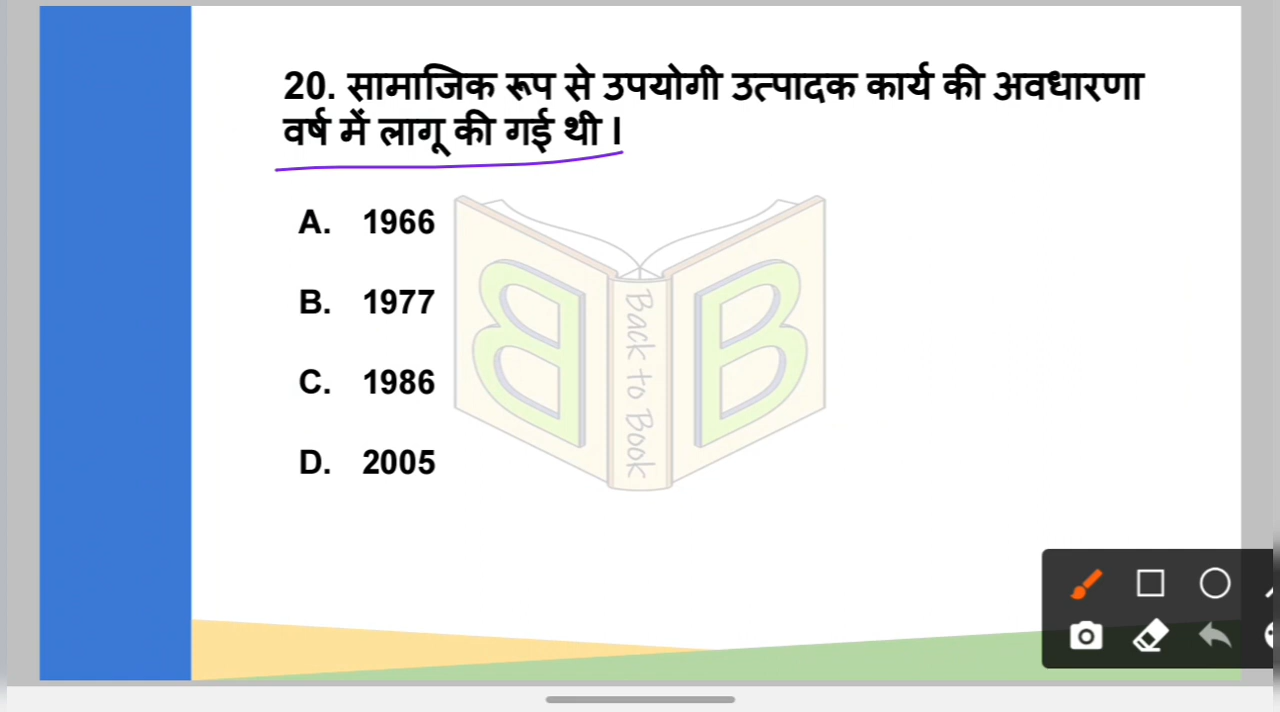 20. सामाजिक रूप से उपयोगी उत्पादक कार्य की अवधारणा
वर्ष में लागू की गई थी।
A. 1966
B. 1977
C. 1986
D. 2005
B Back to Book B